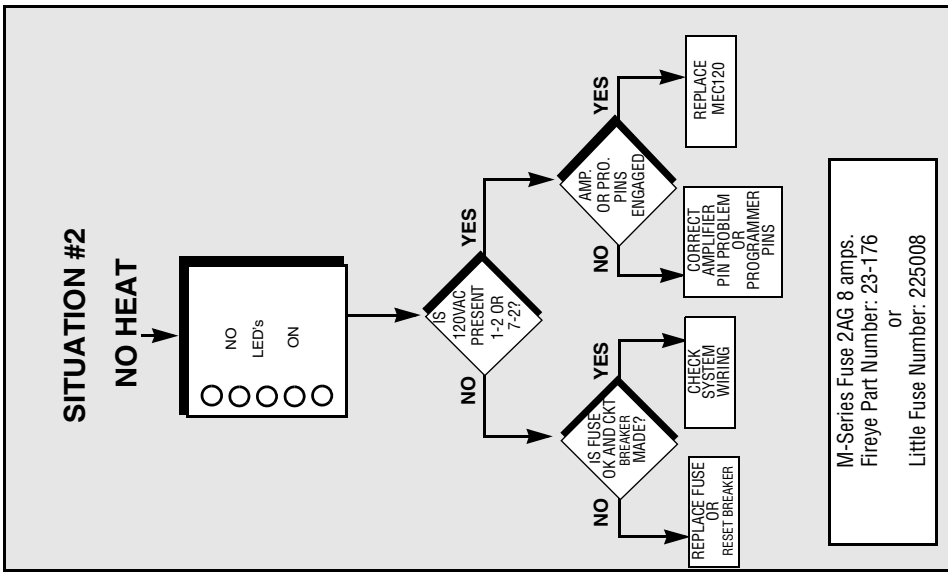 SITUATION #2
NO HEAT
NO
LED's
ON
IS
120VAC
PRESENT
1-2 OR
7-2?
NO
YES
IS FUSE
OK AND CKT
BREAKER
MADE?
NO
YES
REPLACE FUSE
OR
RESET BREAKER
CHECK
SYSTEM
WIRING
AMP.
OR PRO.
PINS
ENGAGED
NO
YES
CORRECT
AMPLIFIER
PIN PROBLEM
OR
PROGRAMMER
PINS
REPLACE
MEC120
M-Series Fuse 2AG 8 amps.
Fireye Part Number: 23-176
or
Little Fuse Number: 225008